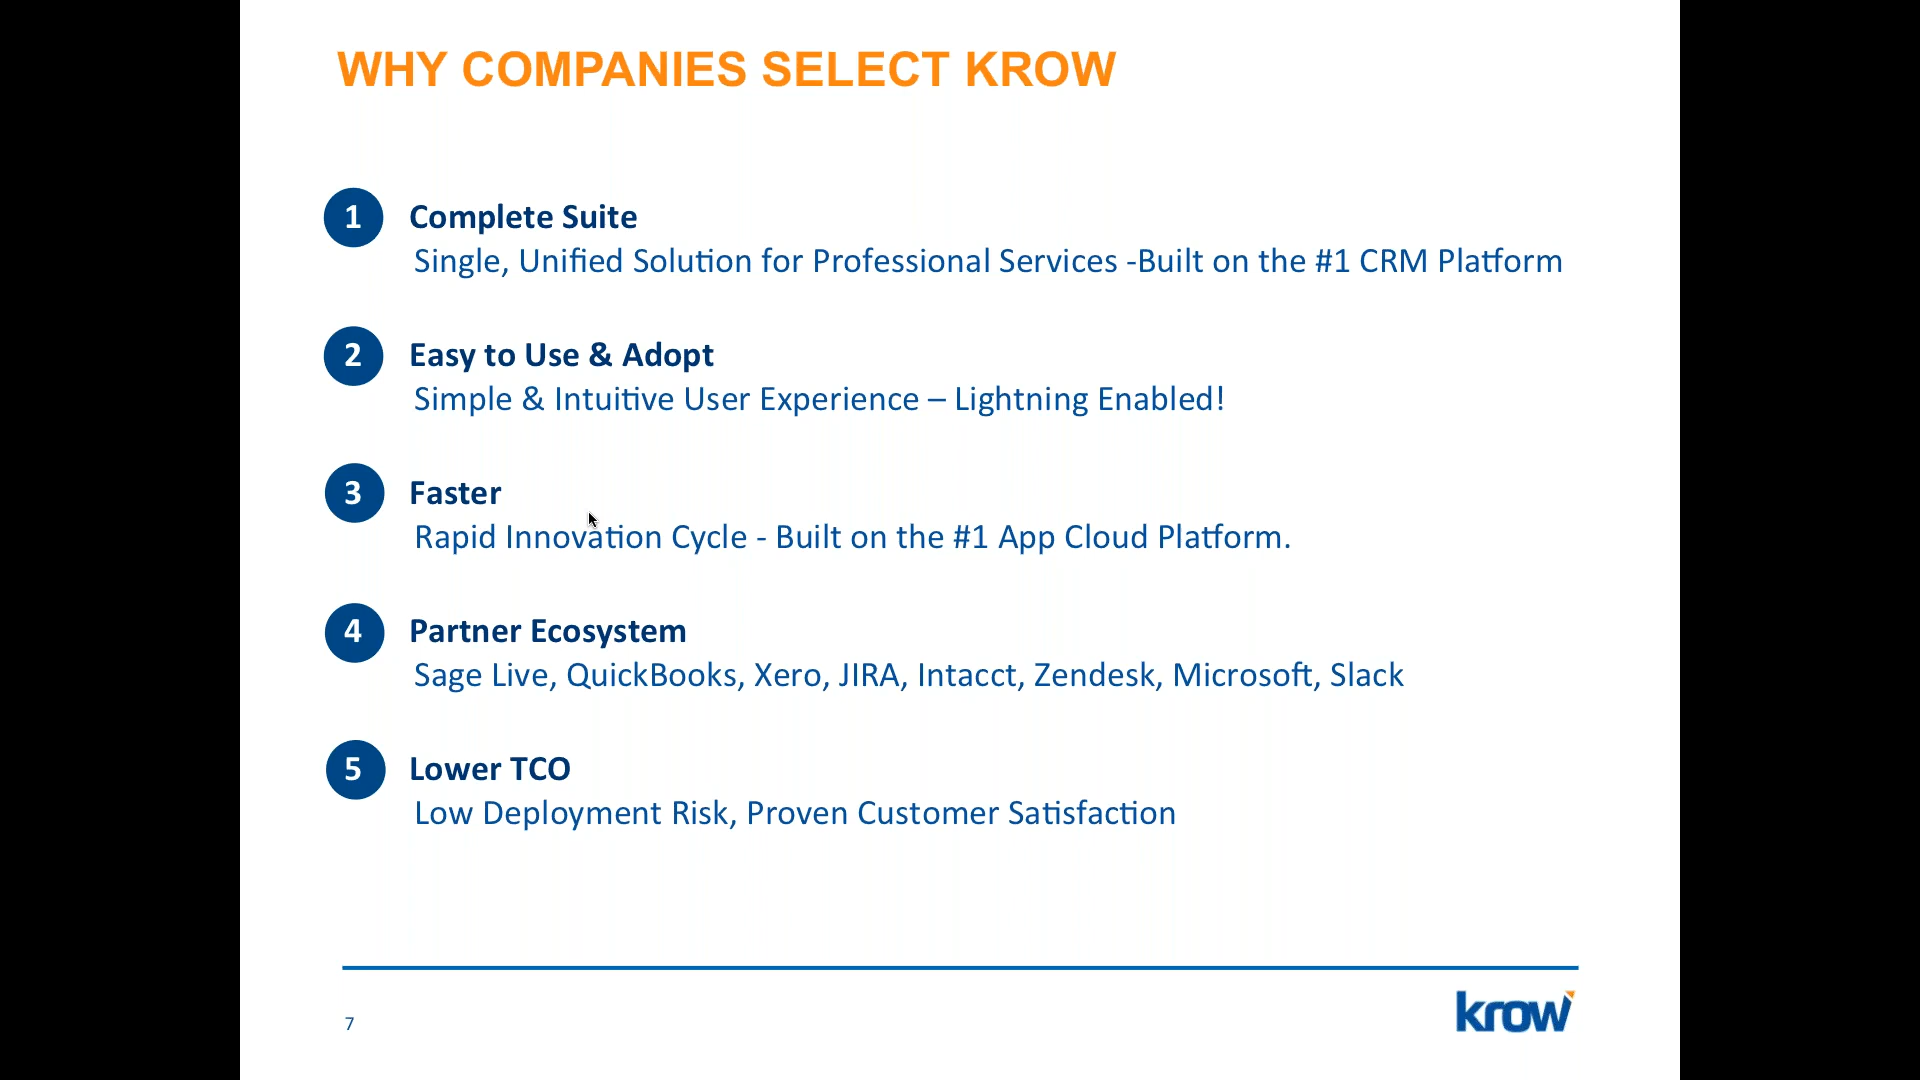 WHY COMPANIES SELECT KROW
1 Complete Suite
Single, Unified Solution for Professional Services -Built on the #1 CRM Platform
2 Easy to Use & Adopt
Simple & Intuitive User Experience – Lightning Enabled!
3 Faster
Rapid Innovation Cycle - Built on the #1 App Cloud Platform.
4 Partner Ecosystem
Sage Live, QuickBooks, Xero, JIRA, Intacct, Zendesk, Microsoft, Slack
5 Lower TCO
Low Deployment Risk, Proven Customer Satisfaction
7
krow